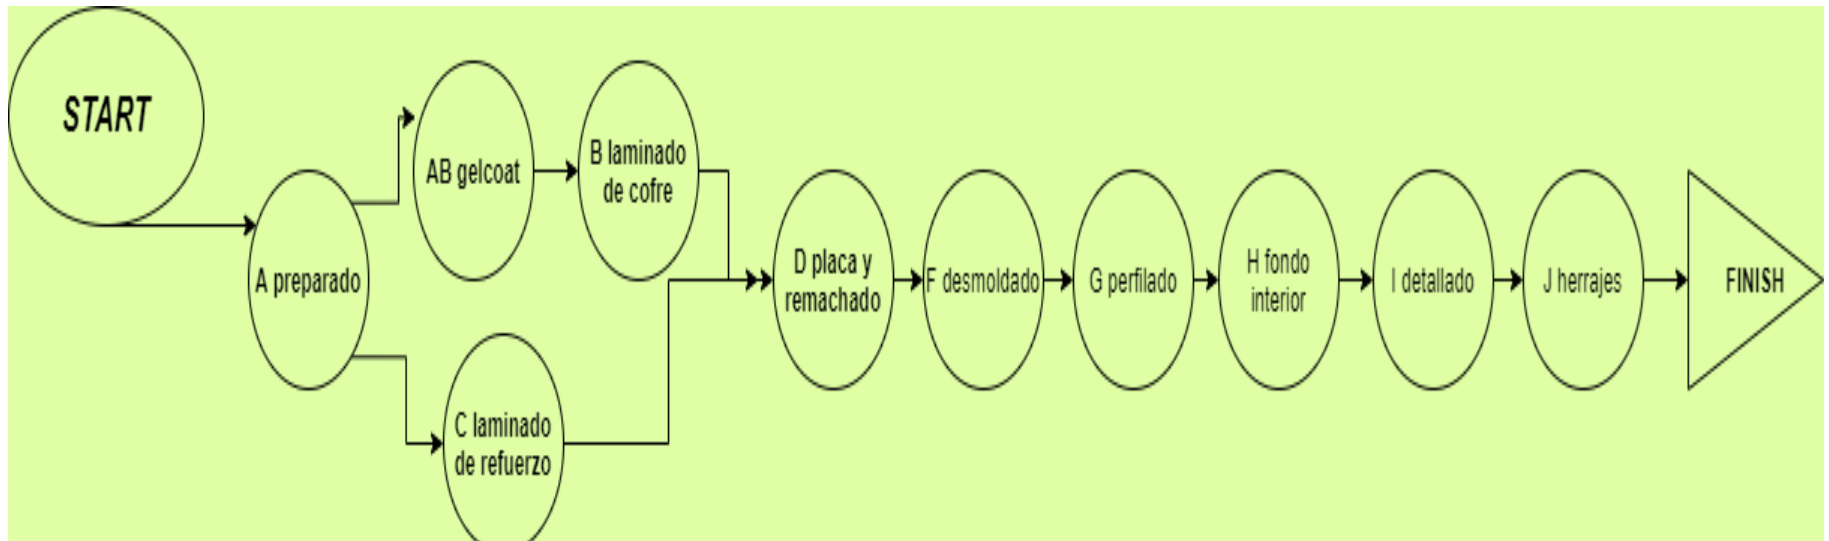 START
A preparado
AB gelcoat
B laminado
de cofre
C laminado
de refuerzo
D placa y
remachado
F desmoldado
G perfilado
H fondo
interior
I detallado
J herrajes
FINISH